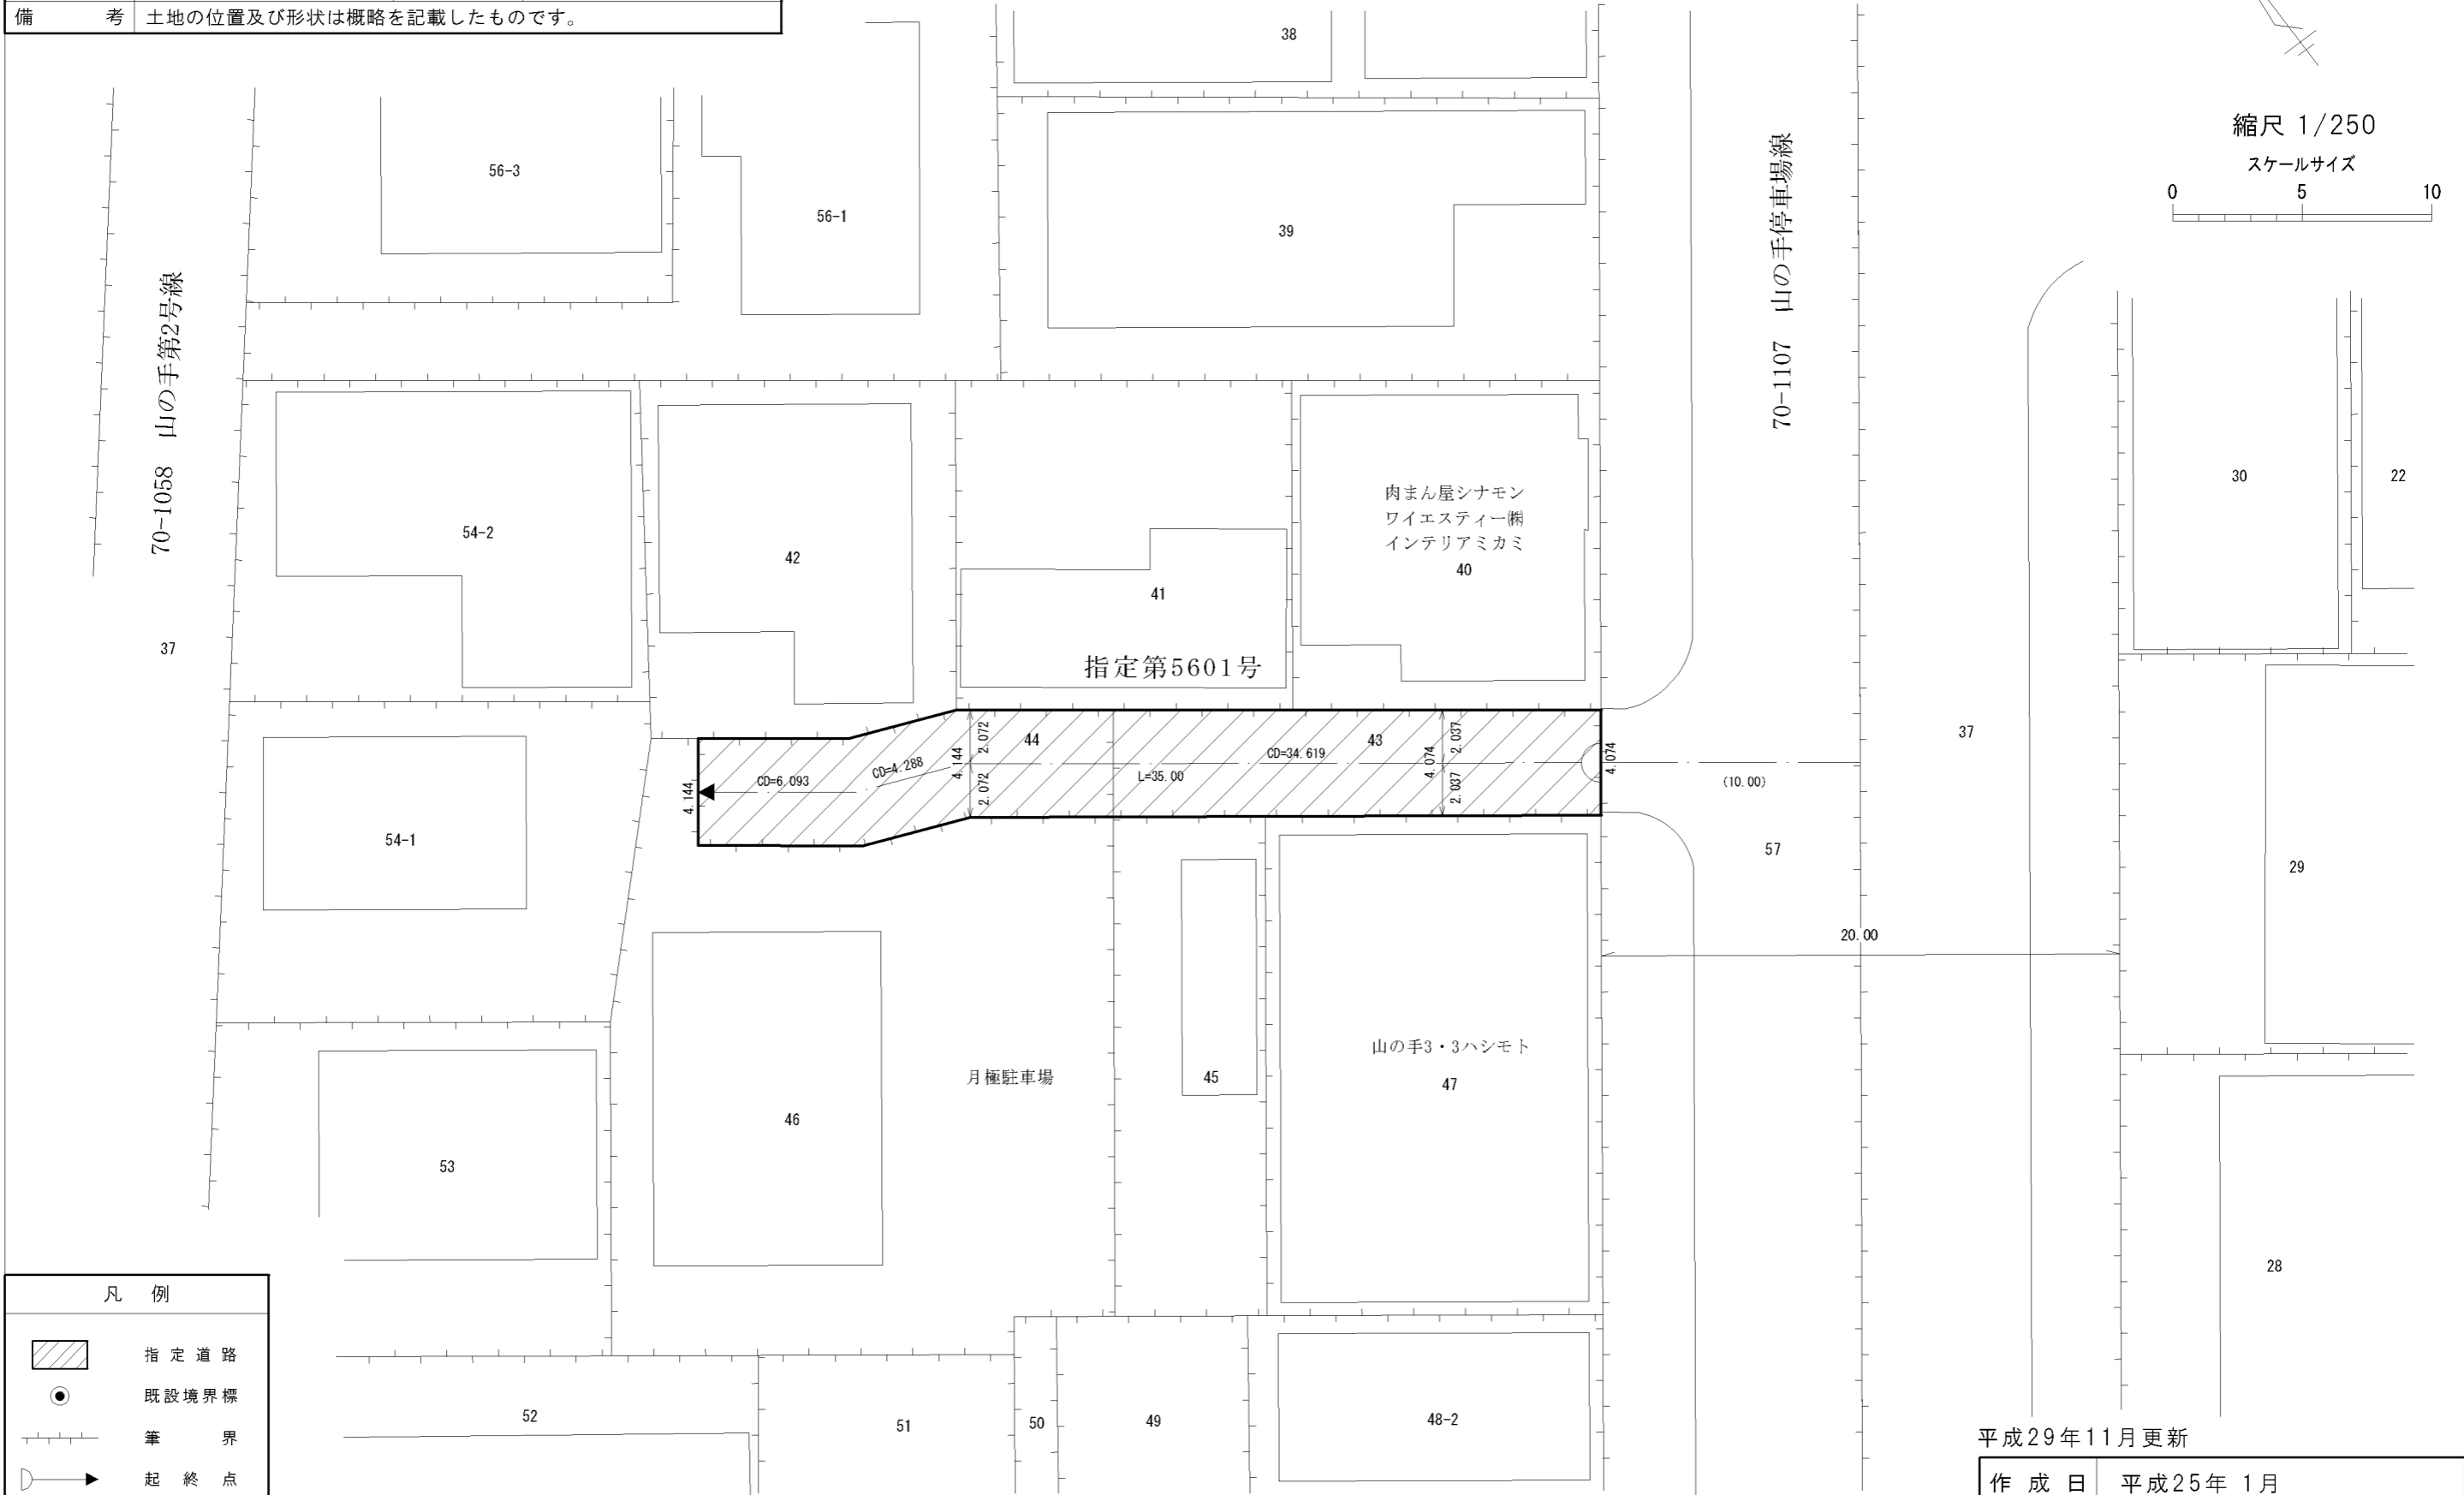 備考 土地の位置及び形状は概略を記載したものです。
38
縮尺 1/250
スケールサイズ
0 5 10
56-3
56-1
39
70-1058 山の手第2号線
37
70-1107 山の手停車場線
30
22
54-2
42
41
肉まん屋シナモン
ワイエスティー㈱
インテリアミカミ
40
指定第5601号
44
43
4.144
CD=6.093
CD=4.288
4.144
2.072
2.072
L=35.00
CD=34.619
4.074
2.037
2.037
4.074
(10.00)
37
54-1
57
29
20.00
山の手3・3ハシモト
47
月極駐車場
45
46
53
28
凡例
指定道路
既設境界標
筆界
起終点
52
51
50
49
48-2
平成29年11月更新
作成日 平成25年 1月